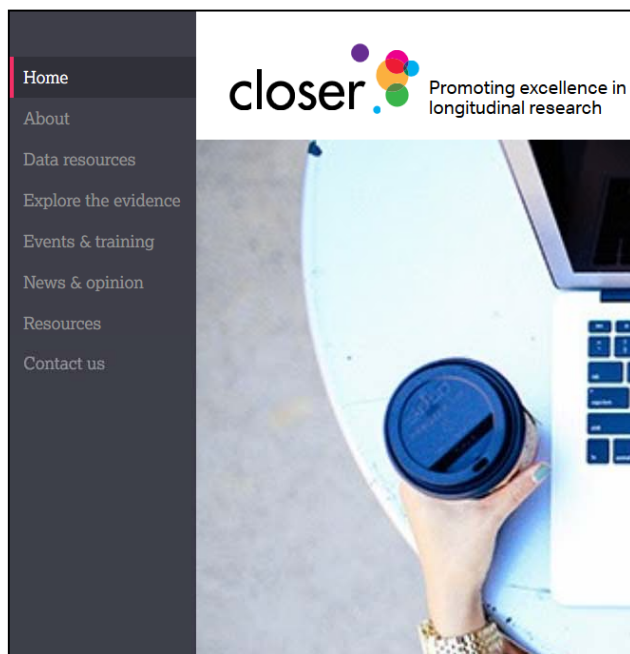 Home
About
Data resources
Explore the evidence
Events & training
News & opinion
Resources
Contact us
closer
Promoting excellence in
longitudinal research